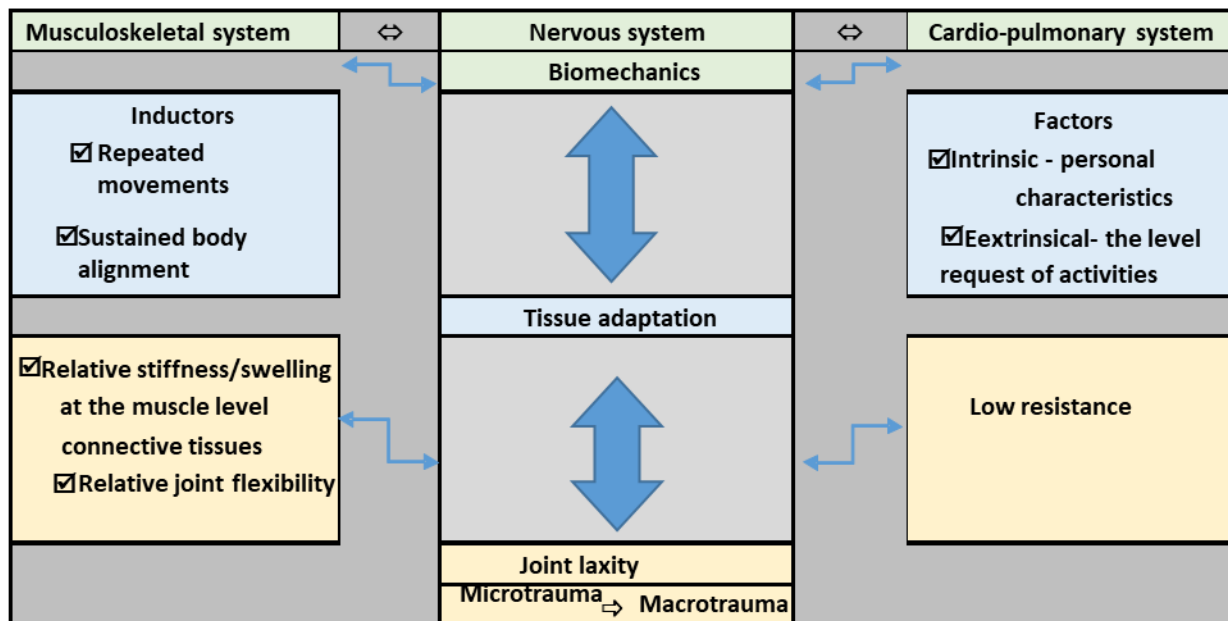 Musculoskeletal system ⇔ Nervous system ⇔ Cardio-pulmonary system
Biomechanics
Inductors
☑ Repeated
movements
☑Sustained body
alignment
Factors
☑Intrinsic - personal
characteristics
☑Eextrinsical- the level
request of activities
Tissue adaptation
☑Relative stiffness/swelling
at the muscle level
connective tissues
☑Relative joint flexibility
Low resistance
Joint laxity
Microtrauma ⇨ Macrotrauma